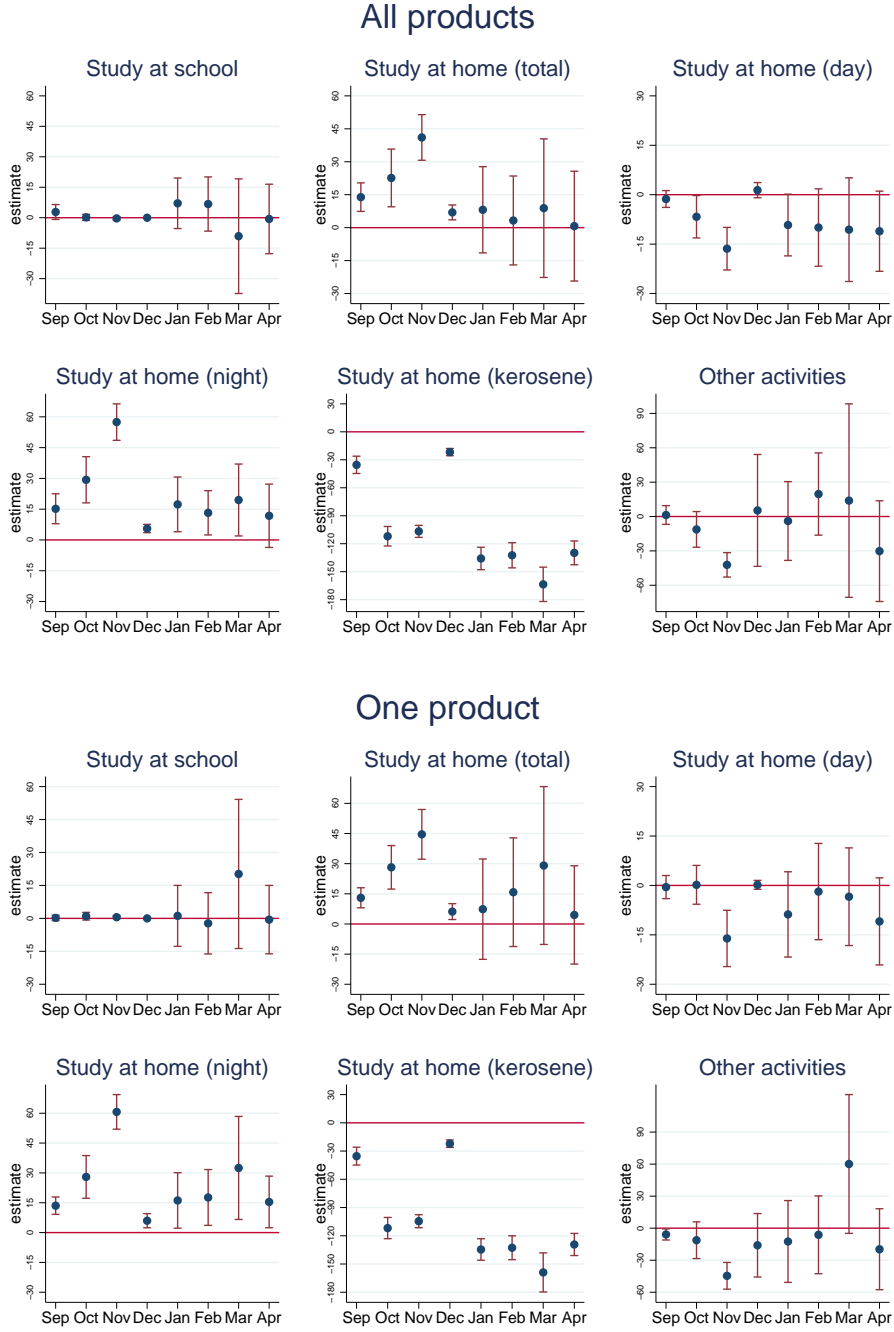 All products
Study at school
Study at home (total)
Study at home (day)
estimate
60
45
30
15
0
−15
−30
Sep Oct Nov Dec Jan Feb Mar Apr
estimate
60
45
30
15
0
−15
−30
Sep Oct Nov Dec Jan Feb Mar Apr
estimate
30
15
0
−15
−30
Sep Oct Nov Dec Jan Feb Mar Apr
Study at home (night)
Study at home (kerosene)
Other activities
estimate
60
45
30
15
0
−15
−30
Sep Oct Nov Dec Jan Feb Mar Apr
estimate
30
0
−30
−60
−90
−120
−150
−180
Sep Oct Nov Dec Jan Feb Mar Apr
estimate
90
60
30
0
−30
−60
Sep Oct Nov Dec Jan Feb Mar Apr
One product
Study at school
Study at home (total)
Study at home (day)
estimate
60
45
30
15
0
−15
−30
Sep Oct Nov Dec Jan Feb Mar Apr
estimate
60
45
30
15
0
−15
−30
Sep Oct Nov Dec Jan Feb Mar Apr
estimate
30
15
0
−15
−30
Sep Oct Nov Dec Jan Feb Mar Apr
Study at home (night)
Study at home (kerosene)
Other activities
estimate
60
45
30
15
0
−15
−30
Sep Oct Nov Dec Jan Feb Mar Apr
estimate
30
0
−30
−60
−90
−120
−150
−180
Sep Oct Nov Dec Jan Feb Mar Apr
estimate
90
60
30
0
−30
−60
Sep Oct Nov Dec Jan Feb Mar Apr